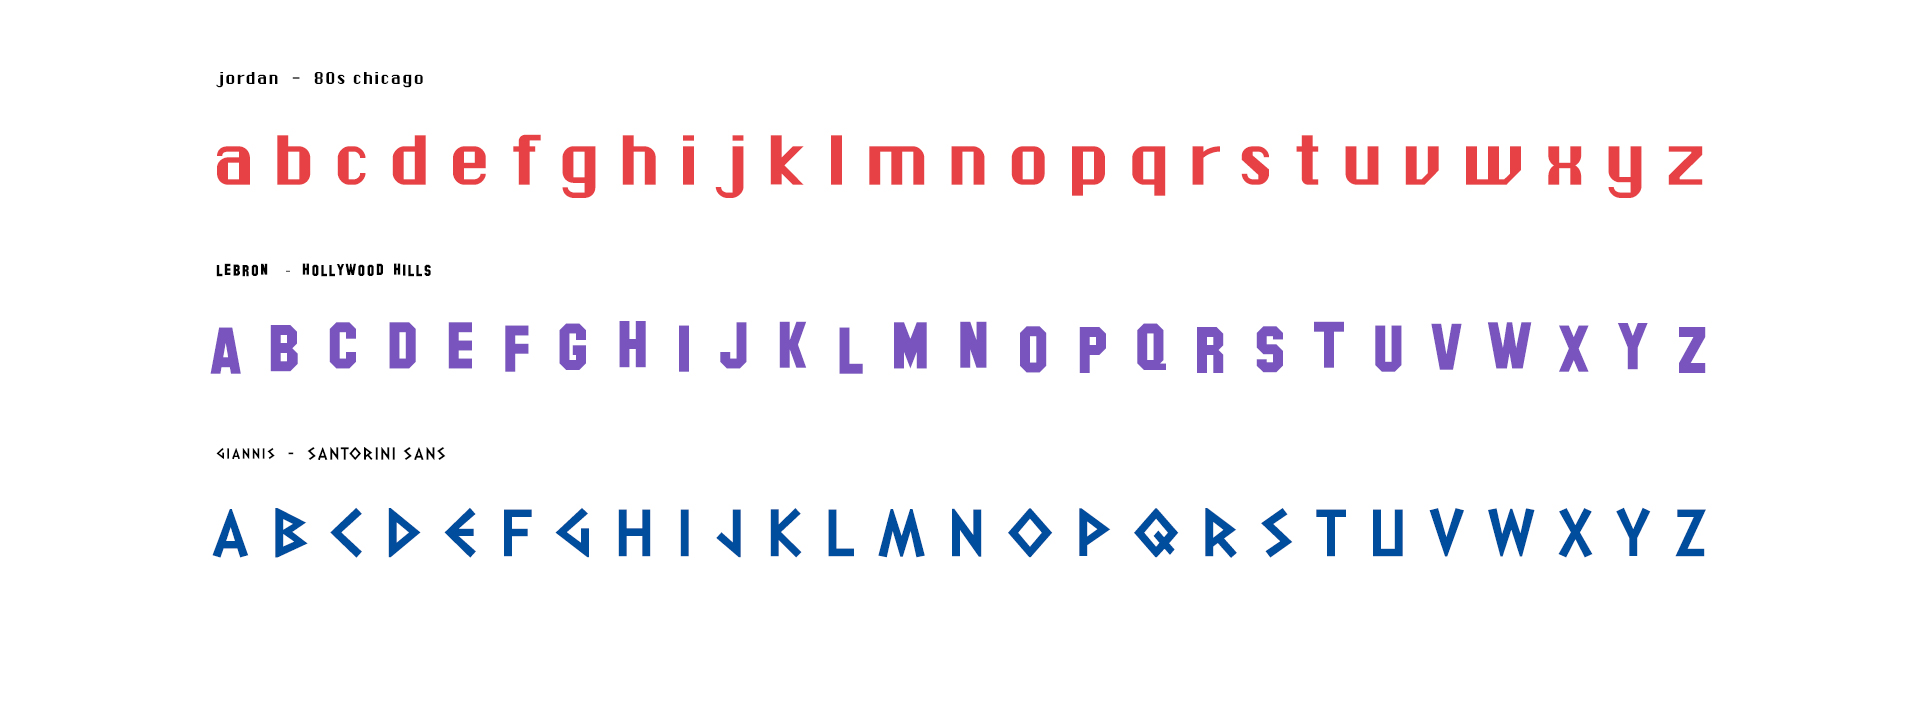 jordan - 80s chicago
a b c d e f g h i j k l m n o p q r s t u v w x y z
LEBRON - HOLLYWOOD HILLS
A B C D E F G H I J K L M N O P Q R S T U V W X Y Z
GIANNIS - SANTORINI SANS
A B C D E F G H I J K L M N O P Q R S T U V W X Y Z